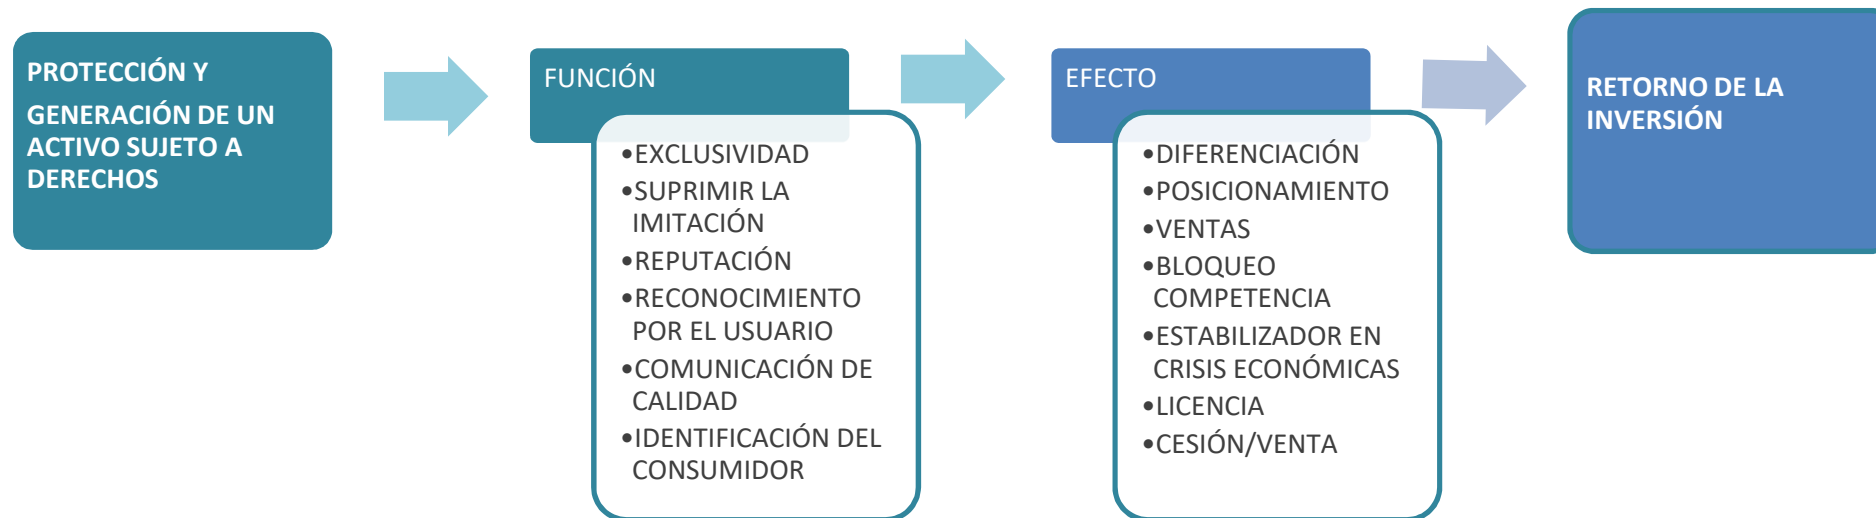 PROTECCIÓN Y
GENERACIÓN DE UN
ACTIVO SUJETO A
DERECHOS
FUNCIÓN
•EXCLUSIVIDAD
•SUPRIMIR LA
IMITACIÓN
•REPUTACIÓN
•RECONOCIMIENTO
POR EL USUARIO
•COMUNICACIÓN DE
CALIDAD
•IDENTIFICACIÓN DEL
CONSUMIDOR
EFECTO
•DIFERENCIACIÓN
•POSICIONAMIENTO
•VENTAS
•BLOQUEO
COMPETENCIA
•ESTABILIZADOR EN
CRISIS ECONÓMICAS
•LICENCIA
•CESIÓN/VENTA
RETORNO DE LA
INVERSIÓN